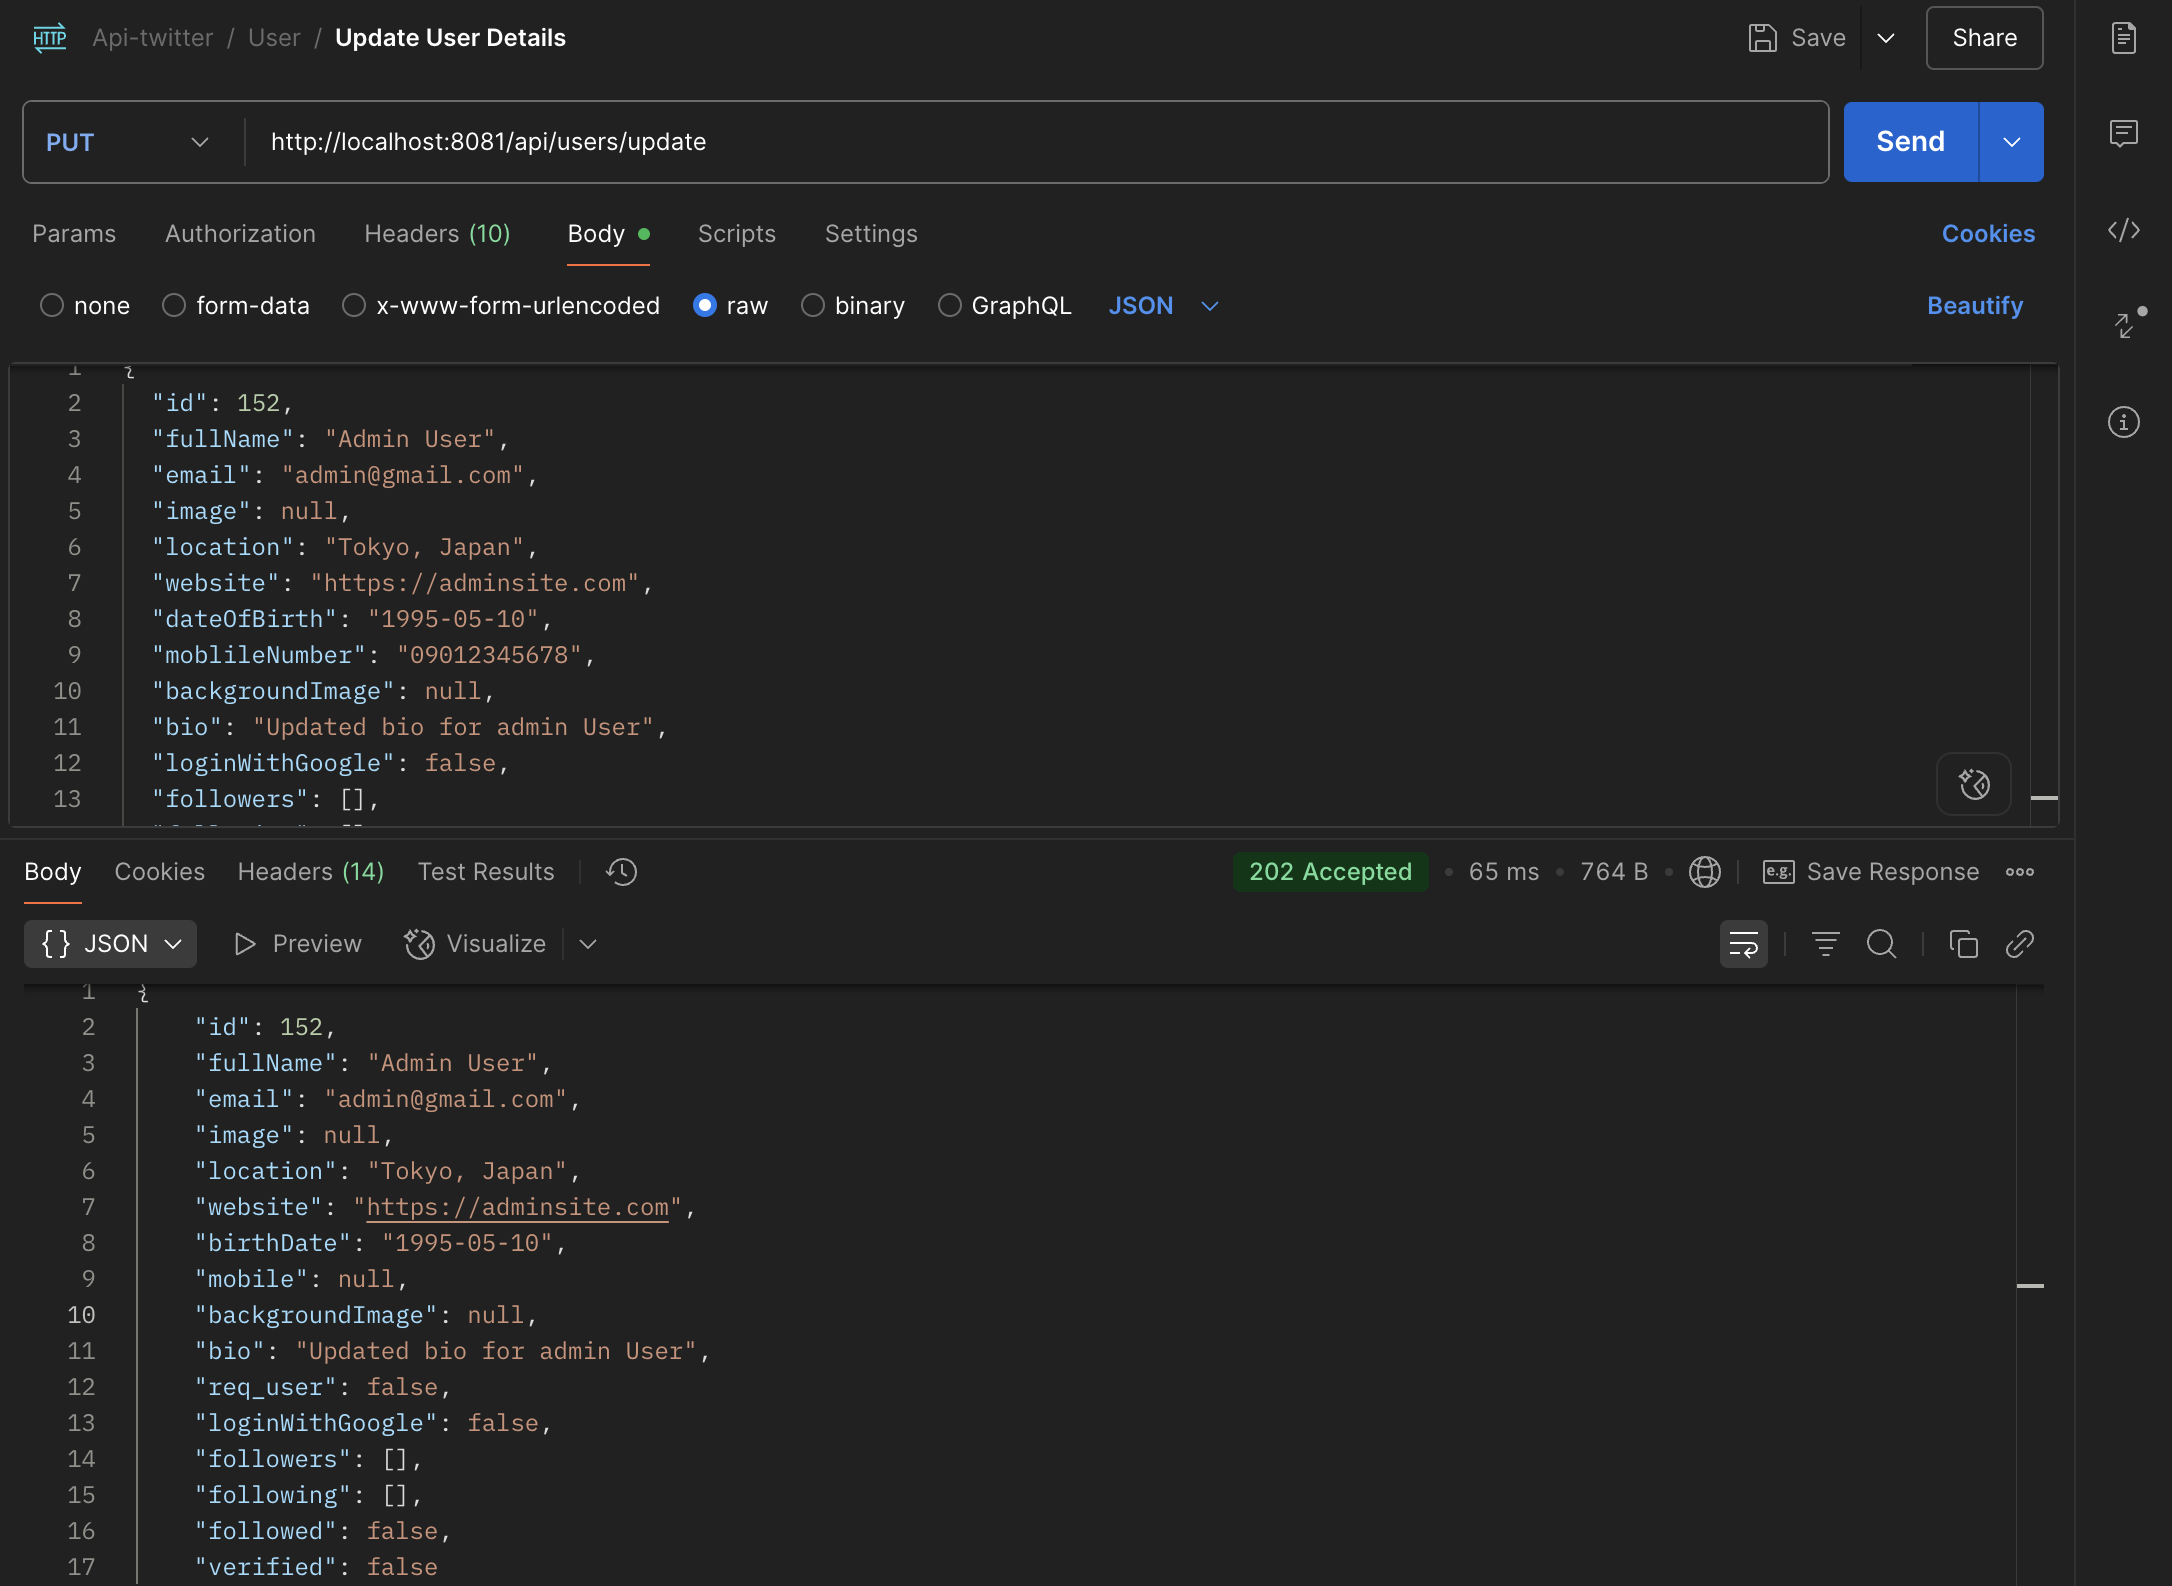 HTTP Api-twitter / User / Update User Details Save Share
PUT http://localhost:8081/api/users/update Send
Params Authorization Headers (10) Body Scripts Settings Cookies
none form-data x-www-form-urlencoded raw binary GraphQL JSON Beautify
1 {
2 "id": 152,
3 "fullName": "Admin User",
4 "email": "admin@gmail.com",
5 "image": null,
6 "location": "Tokyo, Japan",
7 "website": "https://adminsite.com",
8 "dateOfBirth": "1995-05-10",
9 "moblileNumber": "09012345678",
10 "backgroundImage": null,
11 "bio": "Updated bio for admin User",
12 "loginWithGoogle": false,
13 "followers": [],
Body Cookies Headers (14) Test Results 202 Accepted • 65 ms • 764 B • e.g. Save Response
{} JSON Preview Visualize
1 {
2 "id": 152,
3 "fullName": "Admin User",
4 "email": "admin@gmail.com",
5 "image": null,
6 "location": "Tokyo, Japan",
7 "website": "https://adminsite.com",
8 "birthDate": "1995-05-10",
9 "mobile": null,
10 "backgroundImage": null,
11 "bio": "Updated bio for admin User",
12 "req_user": false,
13 "loginWithGoogle": false,
14 "followers": [],
15 "following": [],
16 "followed": false,
17 "verified": false